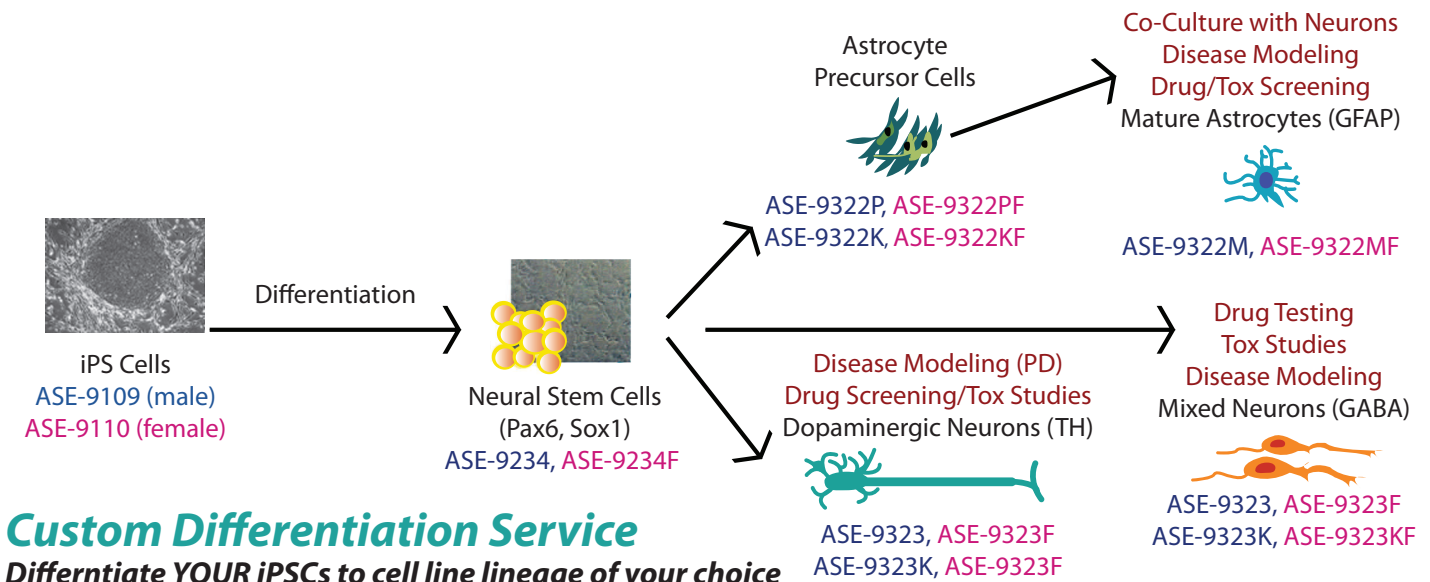 Differentiation
iPS Cells
ASE-9109 (male)
ASE-9110 (female)
Neural Stem Cells
(Pax6, Sox1)
ASE-9234, ASE-9234F
Astrocyte
Precursor Cells
ASE-9322P, ASE-9322PF
ASE-9322K, ASE-9322KF
Co-Culture with Neurons
Disease Modeling
Drug/Tox Screening
Mature Astrocytes (GFAP)
ASE-9322M, ASE-9322MF
Disease Modeling (PD)
Drug Screening/Tox Studies
Dopaminergic Neurons (TH)
ASE-9323, ASE-9323F
ASE-9323K, ASE-9323F
Drug Testing
Tox Studies
Disease Modeling
Mixed Neurons (GABA)
ASE-9323, ASE-9323F
ASE-9323K, ASE-9323KF
Custom Differentiation Service
Differntiate YOUR iPSCs to cell line lineage of your choice